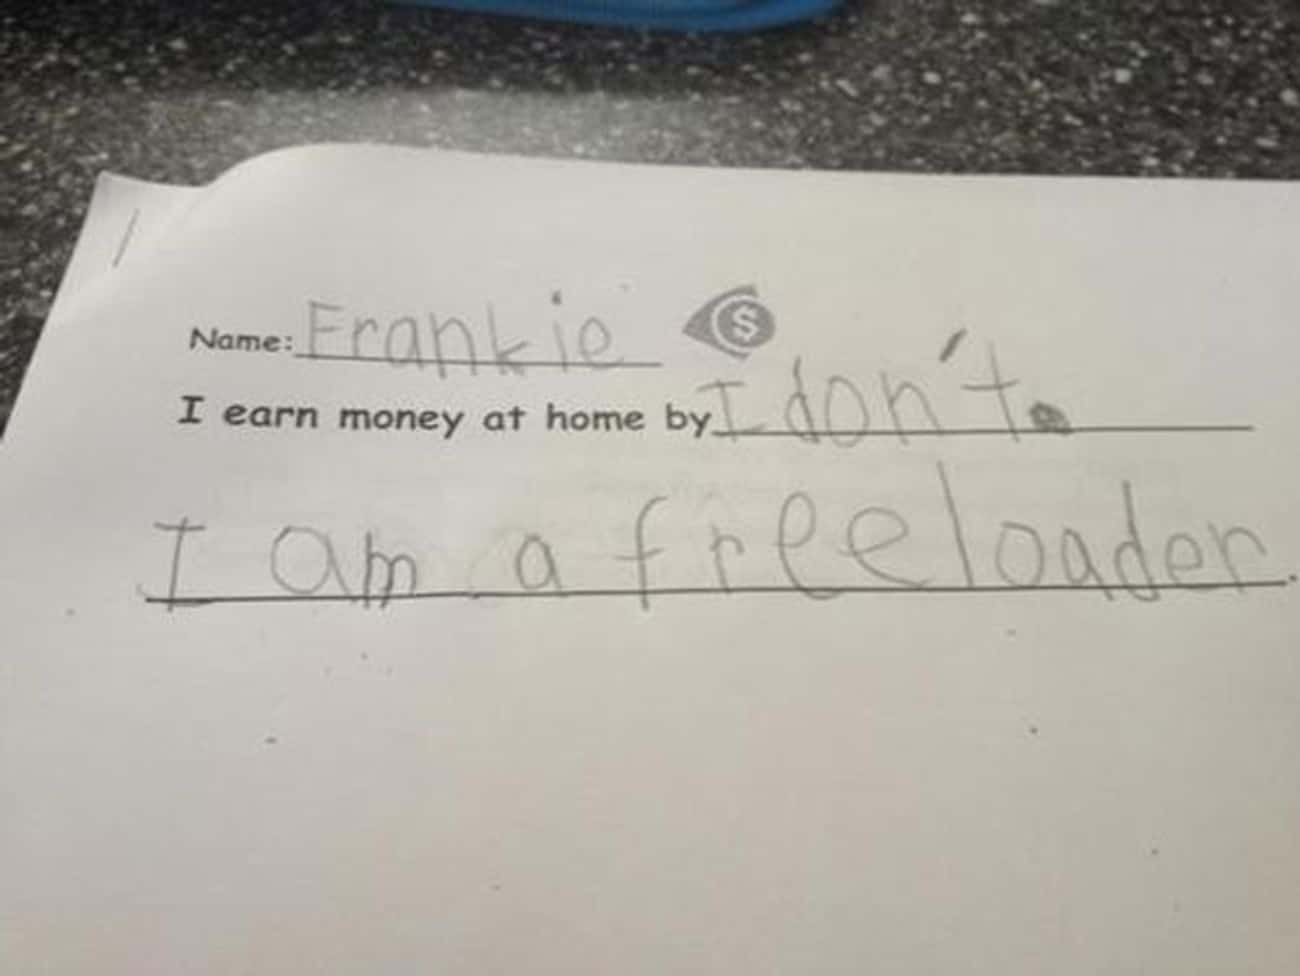 Name: Frankie $
I earn money at home by I don't.
I am a freeloader.